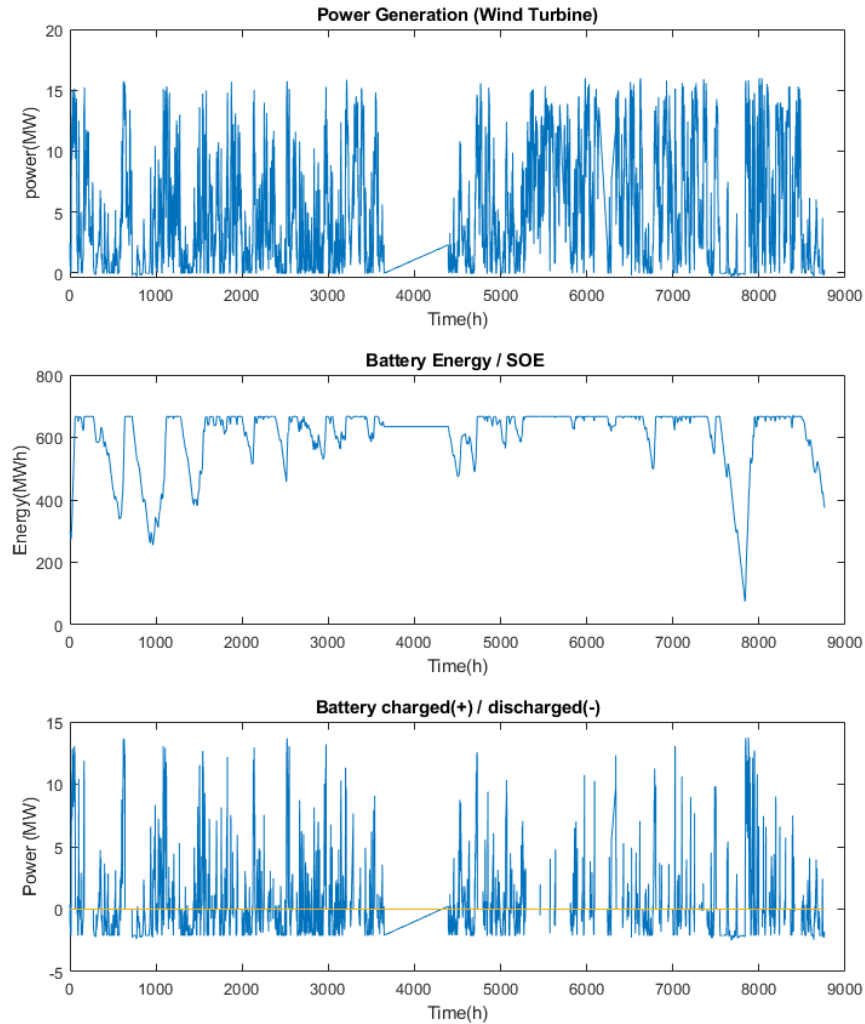 Power Generation (Wind Turbine)
20
15
10
5
0
power(MW)
0 1000 2000 3000 4000 5000 6000 7000 8000 9000
Time(h)
Battery Energy / SOE
800
600
400
200
0
Energy(MWh)
0 1000 2000 3000 4000 5000 6000 7000 8000 9000
Time(h)
Battery charged(+) / discharged(-)
15
10
5
0
-5
Power (MW)
0 1000 2000 3000 4000 5000 6000 7000 8000 9000
Time(h)